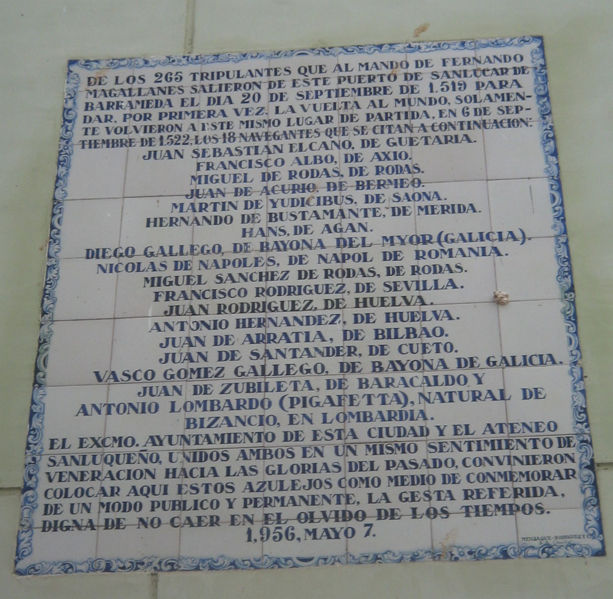 DE LOS 265 TRIPULANTES QUE AL MANDO DE FERNANDO
MAGALLANES SALIERON DE ESTE PUERTO DE SANLUCAR DE
BARRAMEDA EL DIA 20 DE SEPTIEMBRE DE 1.519 PARA
DAR, POR PRIMERA VEZ, LA VUELTA AL MUNDO, SOLAMEN-
TE VOLVIERON A ESTE MISMO LUGAR DE PARTIDA, EN 6 DE SEP-
TIEMBRE DE 1.522, LOS 18 NAVEGANTES QUE SE CITAN A CONTINUACION:
JUAN SEBASTIAN ELCANO, DE GUETARIA.
FRANCISCO ALBO, DE AXIO.
MIGUEL DE RODAS, DE RODAS.
JUAN DE ACURIO, DE BERMEO.
MARTIN DE YUDICIBUS, DE SAONA.
HERNANDO DE BUSTAMANTE, DE MERIDA.
HANS, DE AGAN.
DIEGO GALLEGO, DE BAYONA DEL MYOR (GALICIA).
NICOLAS DE NAPOLES, DE NAPOL DE ROMANIA.
MIGUEL SANCHEZ DE RODAS, DE RODAS.
FRANCISCO RODRIGUEZ, DE SEVILLA.
JUAN RODRIGUEZ, DE HUELVA.
ANTONIO HERNANDEZ, DE HUELVA.
JUAN DE ARRATIA, DE BILBAO.
JUAN DE SANTANDER, DE CUETO.
VASCO GOMEZ GALLEGO, DE BAYONA DE GALICIA.
JUAN DE ZUBILETA, DE BARACALDO Y
ANTONIO LOMBARDO (PIGAFETTA), NATURAL DE
BIZANCIO, EN LOMBARDIA.
EL EXCMO. AYUNTAMIENTO DE ESTA CIUDAD Y EL ATENEO
SANLUQUEÑO, UNIDOS AMBOS EN UN MISMO SENTIMIENTO DE
VENERACION HACIA LAS GLORIAS DEL PASADO, CONVINIERON
COLOCAR AQUI ESTOS AZULEJOS COMO MEDIO DE CONMEMORAR
DE UN MODO PUBLICO Y PERMANENTE, LA GESTA REFERIDA,
DIGNA DE NO CAER EN EL OLVIDO DE LOS TIEMPOS.
1,956, MAYO 7.